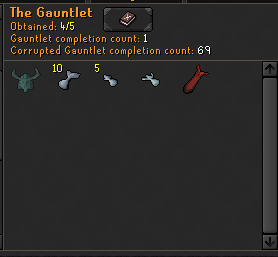 The Gauntlet
Obtained: 4/5
Gauntlet completion count: 1
Corrupted Gauntlet completion count: 69
10 5